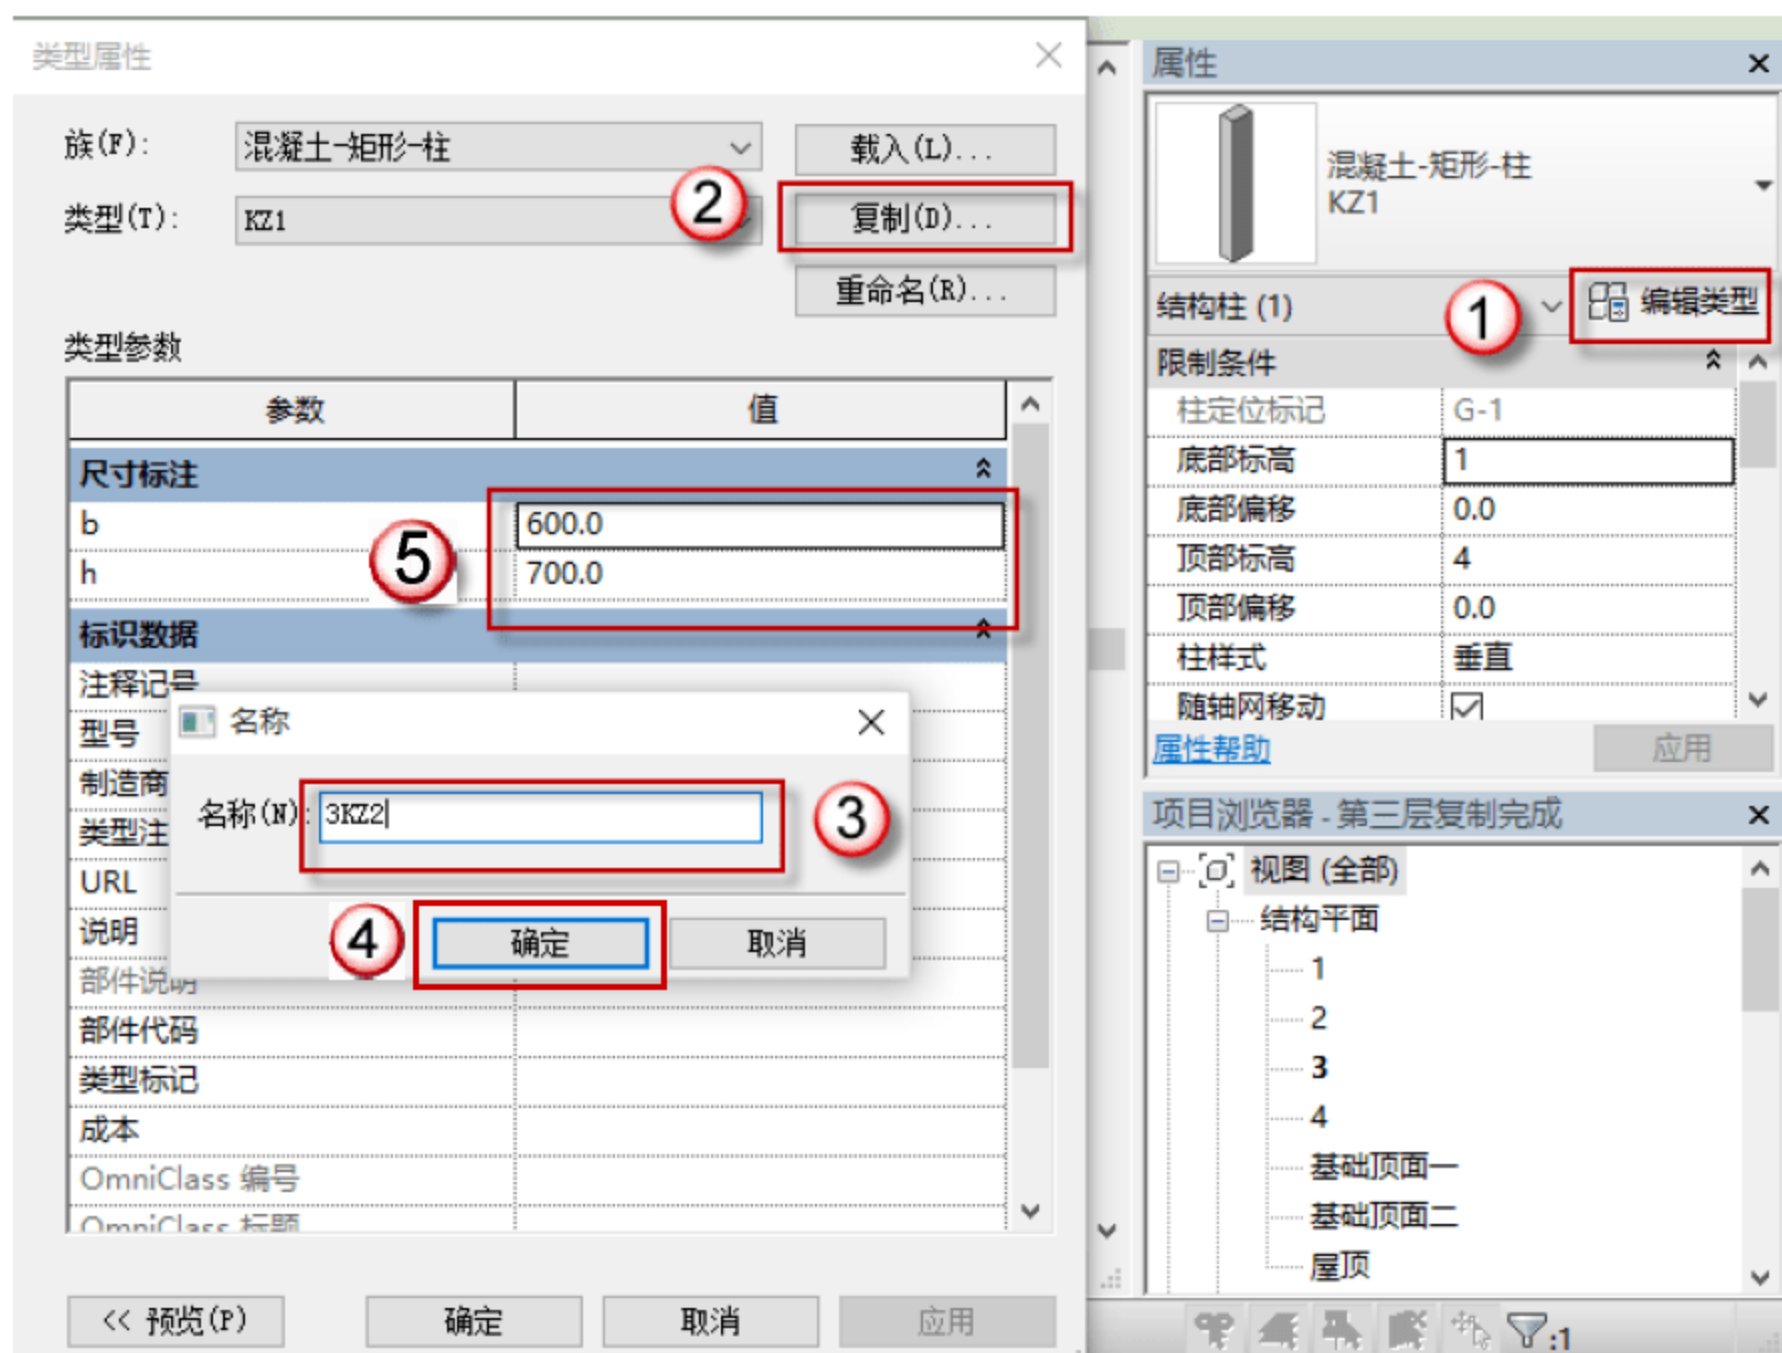 类型属性
族(F):
混凝土-矩形-柱
载入(L)...
类型(T):
KZ1
2
复制(D)...
重命名(R)...
类型参数
参数
值
尺寸标注
b
600.0
5
h
700.0
标识数据
注释记号
型号
制造商
类型注
URL
说明
部件说明
部件代码
类型标记
成本
OmniClass 编号
OmniClass 标题
名称
名称(N):
3KZ2
3
4
确定
取消
<< 预览(P)
确定
取消
应用
属性
混凝土-矩形-柱
KZ1
结构柱 (1)
1
编辑类型
限制条件
柱定位标记
G-1
底部标高
1
底部偏移
0.0
顶部标高
4
顶部偏移
0.0
柱样式
垂直
随轴网移动
属性帮助
应用
项目浏览器 - 第三层复制完成
视图 (全部)
结构平面
1
2
3
4
基础顶面一
基础顶面二
屋顶
:1